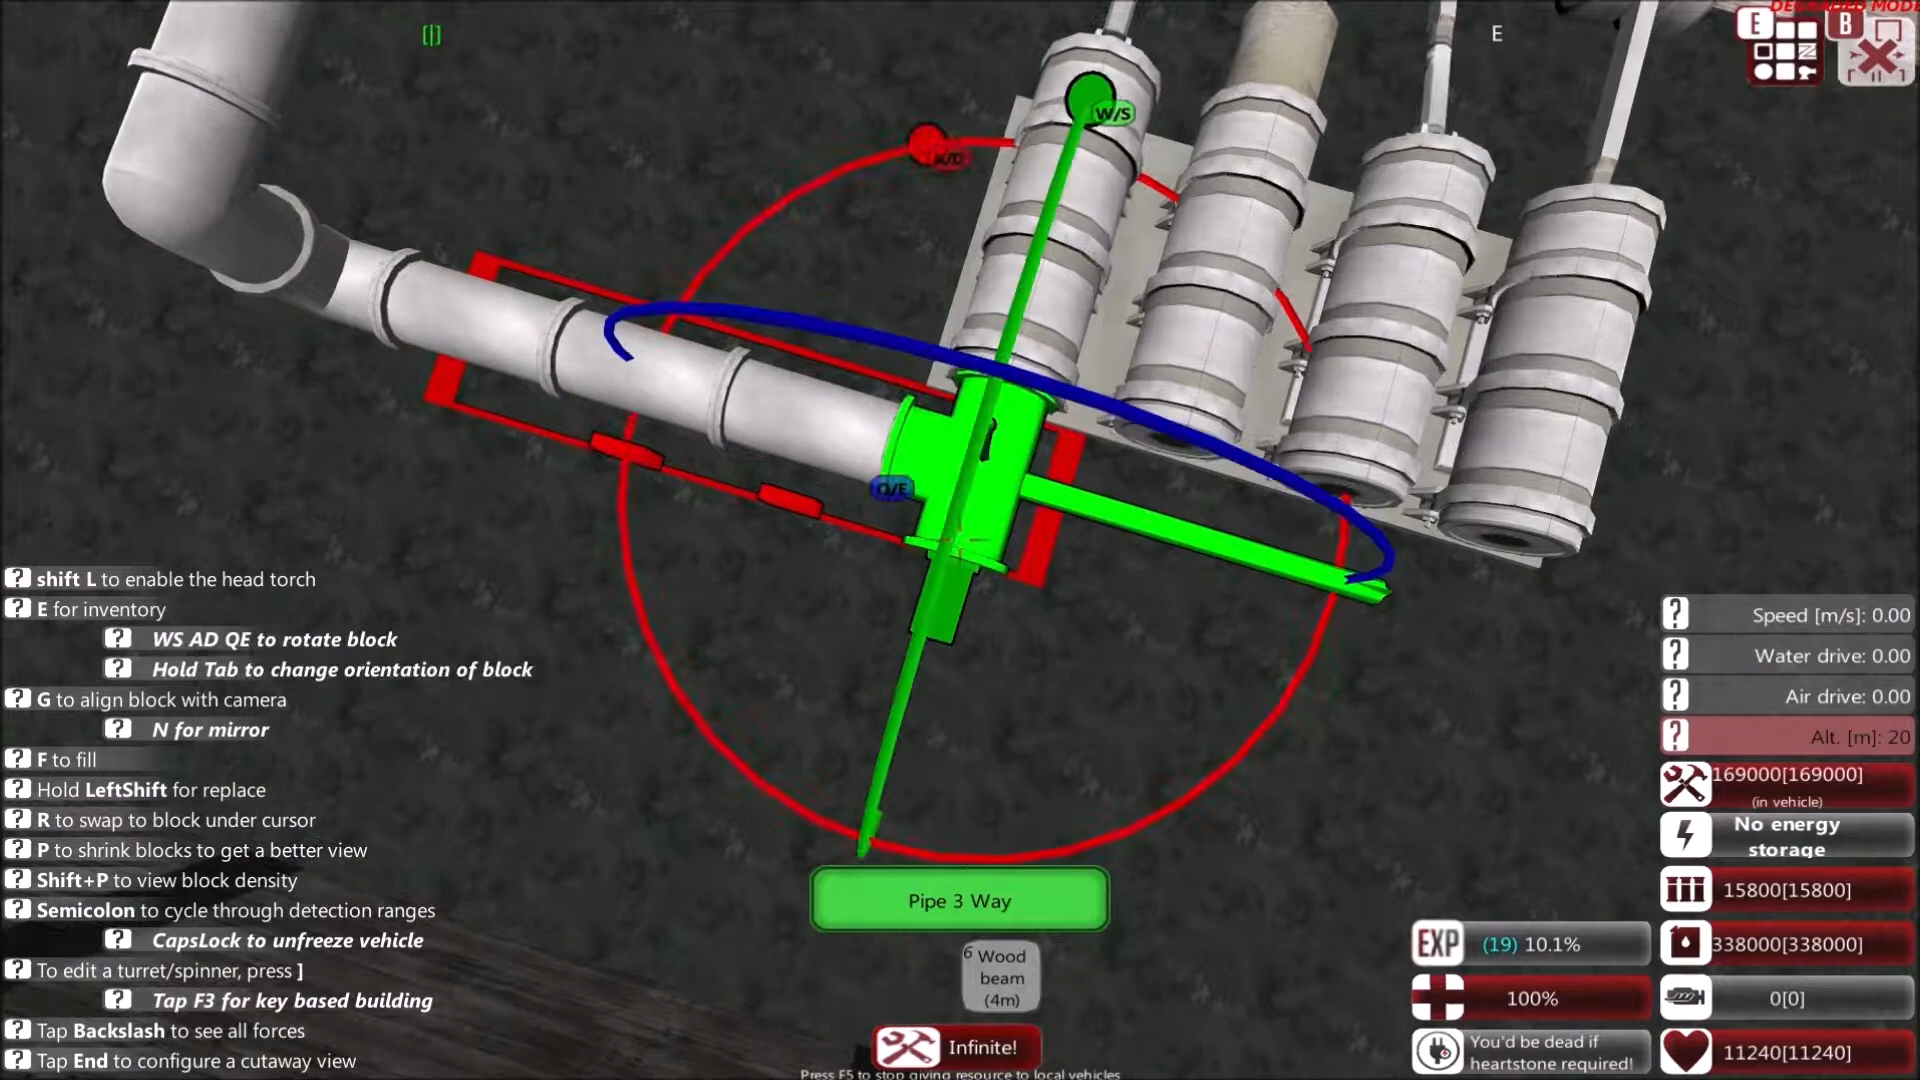 DEGRADED MODE
[|]
E
E
B
W/S
A/D
Q/E
shift L to enable the head torch
E for inventory
WS AD QE to rotate block
Hold Tab to change orientation of block
G to align block with camera
N for mirror
F to fill
Hold LeftShift for replace
R to swap to block under cursor
P to shrink blocks to get a better view
Shift+P to view block density
Semicolon to cycle through detection ranges
CapsLock to unfreeze vehicle
To edit a turret/spinner, press ]
Tap F3 for key based building
Tap Backslash to see all forces
Tap End to configure a cutaway view
Pipe 3 Way
6 Wood
beam
(4m)
Infinite!
Press F5 to stop giving resource to local vehicles
Speed [m/s]: 0.00
Water drive: 0.00
Air drive: 0.00
Alt. [m]: 20
169000[169000]
(in vehicle)
No energy
storage
15800[15800]
EXP (19) 10.1%
338000[338000]
100%
0[0]
You'd be dead if
heartstone required!
11240[11240]